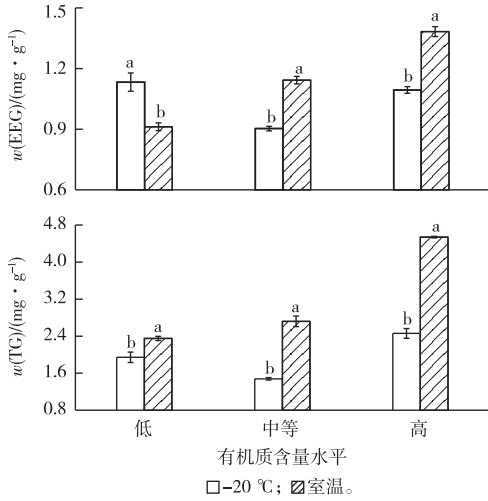 w(EEG)/(mg·g⁻¹)
1.5
1.2
0.9
0.6
a
b
b
a
b
a
w(TG)/(mg·g⁻¹)
4.8
4.0
3.2
2.4
1.6
0.8
b
a
b
a
b
a
低 中等 高
有机质含量水平
□-20 ℃; ▨室温。